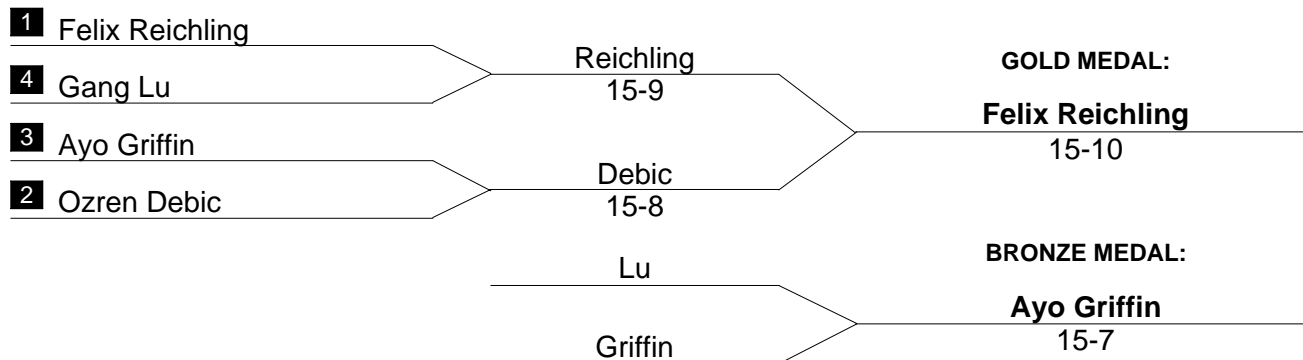 1 Felix Reichling
4 Gang Lu
3 Ayo Griffin
2 Ozren Debic
Reichling
15-9
Debic
15-8
GOLD MEDAL:
Felix Reichling
15-10
Lu
Griffin
BRONZE MEDAL:
Ayo Griffin
15-7